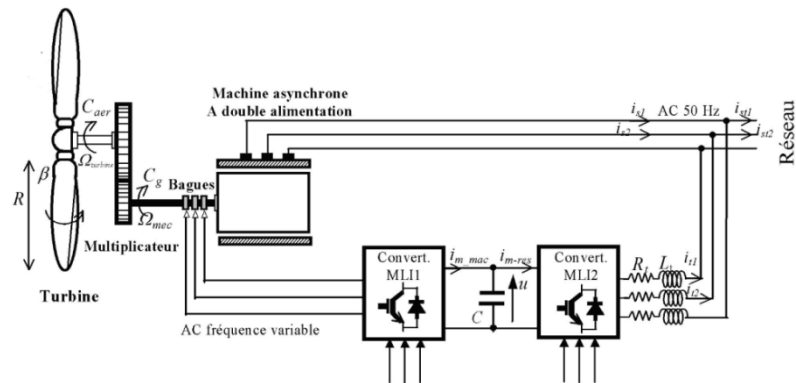 Machine asynchrone
A double alimentation
C_aer
Ω_turbine
β
R
C_g
Bagues
Ω_mec
Multiplicateur
Turbine
AC fréquence variable
i_s1
AC 50 Hz
i_st1
i_s2
i_st2
Réseau
Convert.
MLI1
i_m_mac
i_m-res
u
C
Convert.
MLI2
R_t
L_t
i_t1
i_t2